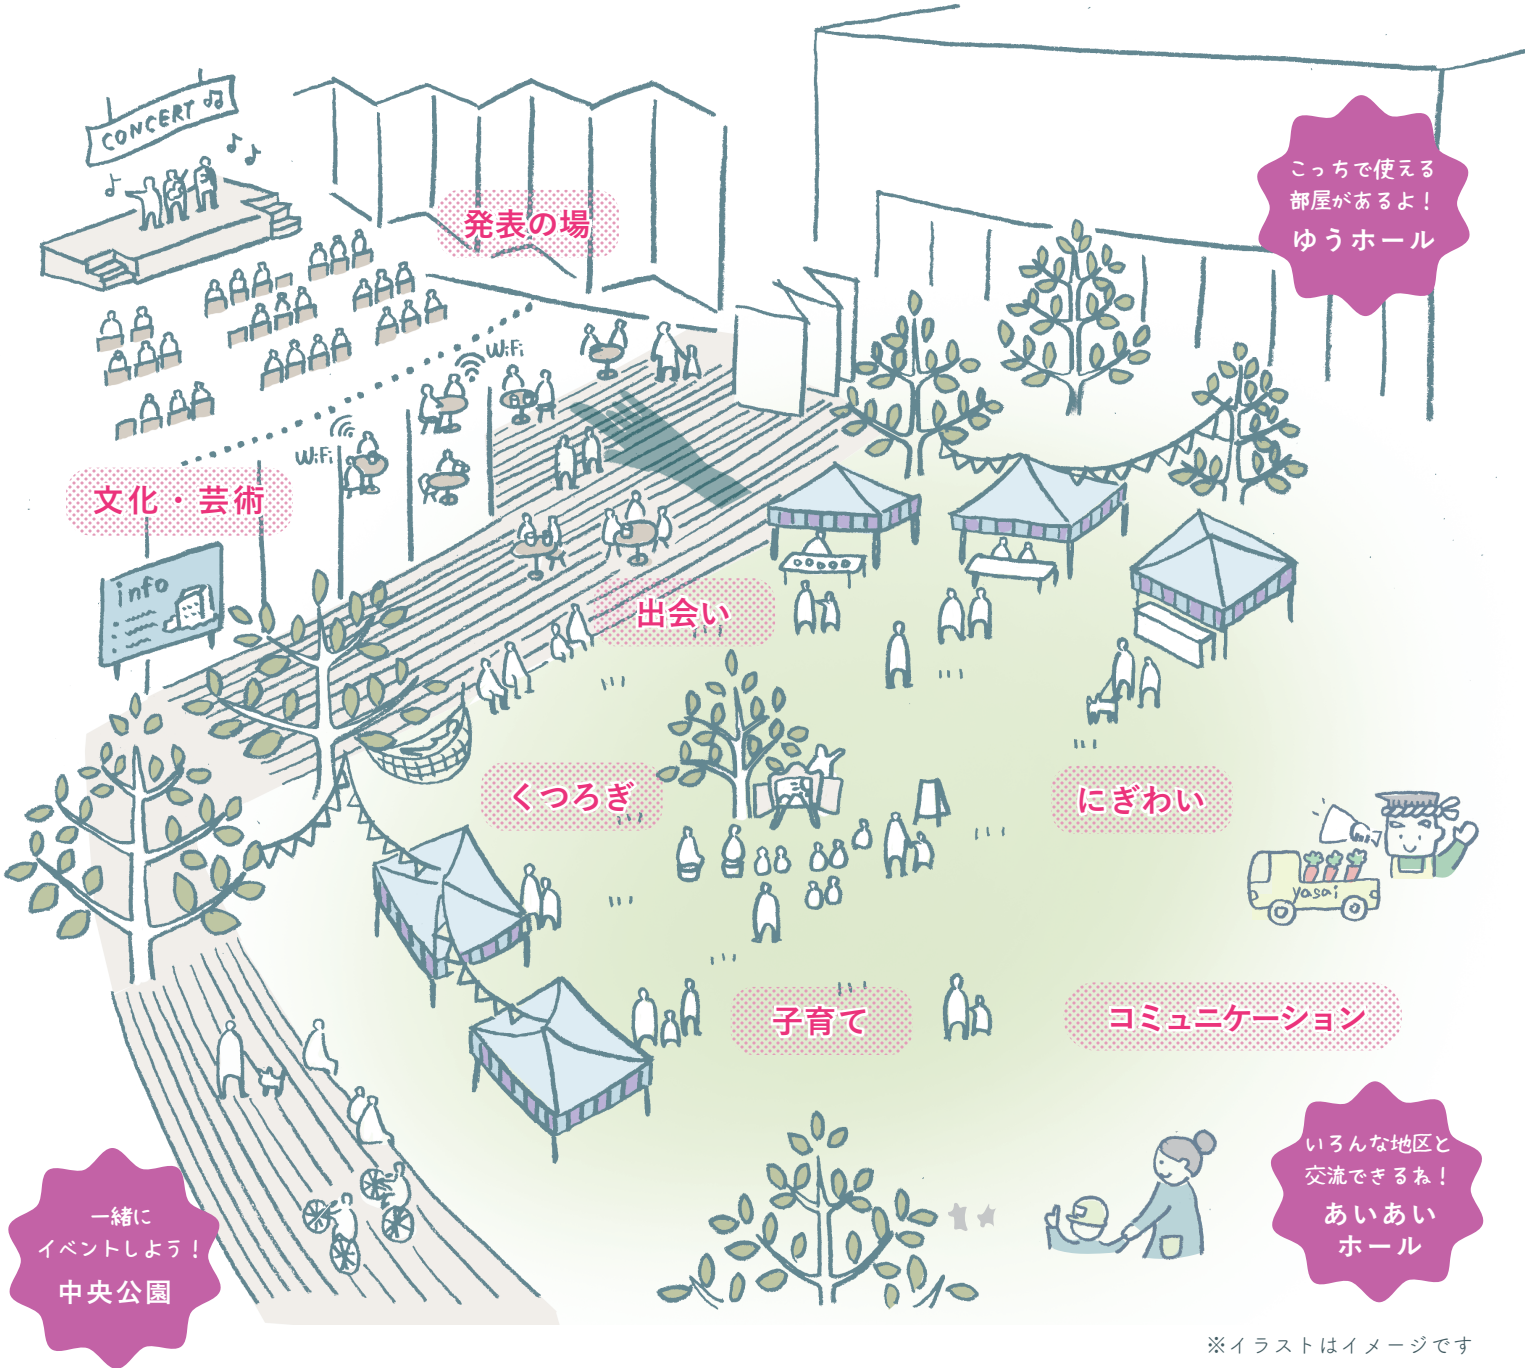 CONCERT
発表の場
こっちで使える
部屋があるよ！
ゆうホール
WiFi
WiFi
文化・芸術
info
出会い
くつろぎ
にぎわい
yasai
子育て
コミュニケーション
いろんな地区と
交流できるね！
あいあい
ホール
一緒に
イベントしよう！
中央公園
※イラストはイメージです